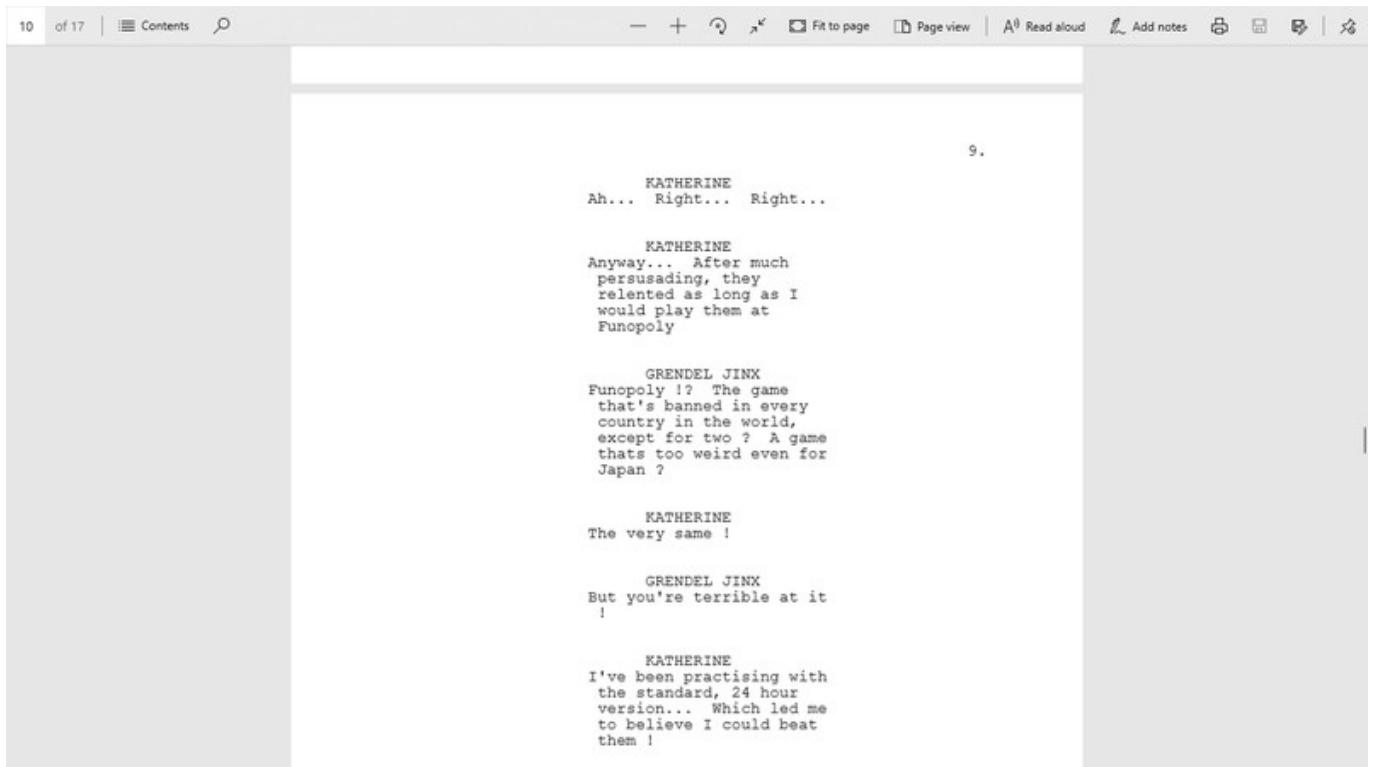 10 of 17 Contents Fit to page Page view Read aloud Add notes
9.
KATHERINE
Ah... Right... Right...
KATHERINE
Anyway... After much
persusading, they
relented as long as I
would play them at
Funopoly
GRENDEL JINX
Funopoly !? The game
that's banned in every
country in the world,
except for two ? A game
thats too weird even for
Japan ?
KATHERINE
The very same !
GRENDEL JINX
But you're terrible at it
!
KATHERINE
I've been practising with
the standard, 24 hour
version... Which led me
to believe I could beat
them !